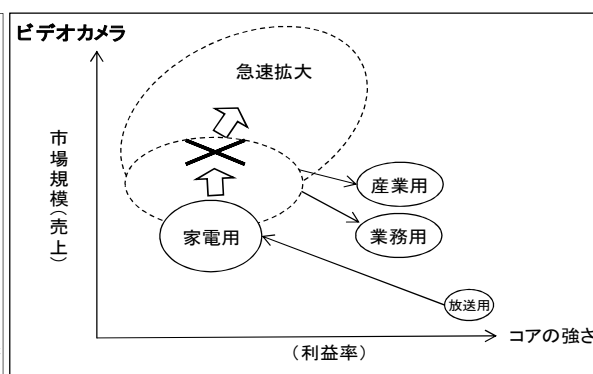 ビデオカメラ
急速拡大
市場規模(売上)
産業用
業務用
家電用
放送用
コアの強さ
(利益率)